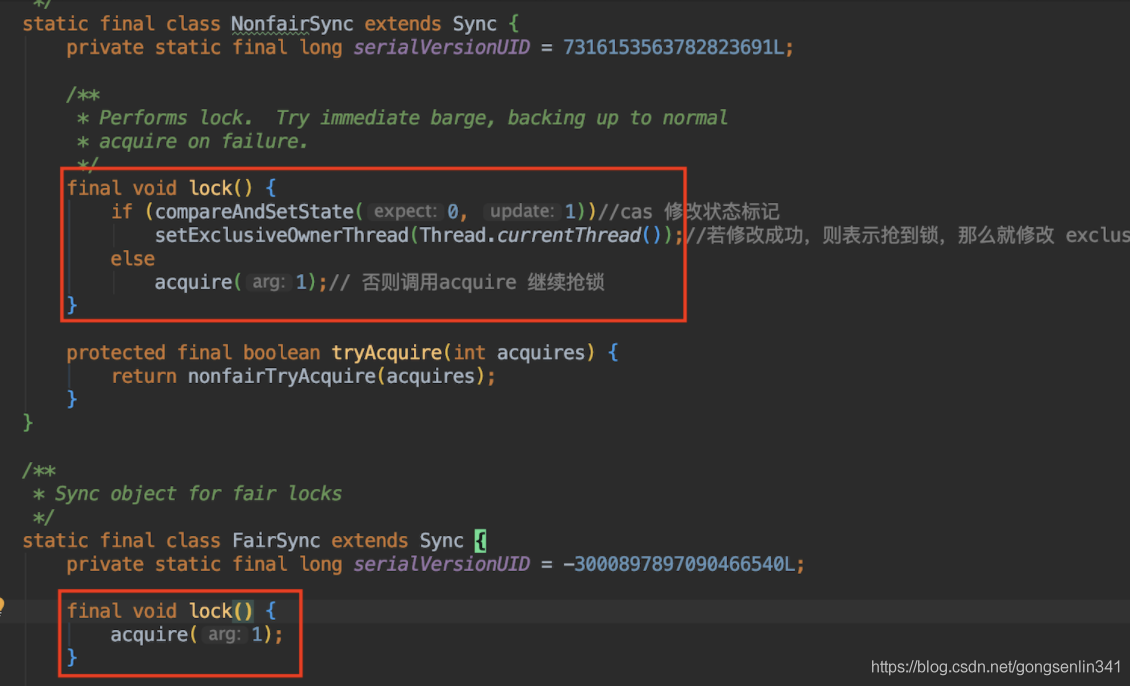 */
static final class NonfairSync extends Sync {
private static final long serialVersionUID = 7316153563782823691L;
/**
* Performs lock.  Try immediate barge, backing up to normal
* acquire on failure.
*/
final void lock() {
if (compareAndSetState( expect: 0, update: 1))//cas 修改状态标记
setExclusiveOwnerThread(Thread.currentThread());//若修改成功，则表示抢到锁，那么就修改 exclus
else
acquire( arg: 1);// 否则调用acquire 继续抢锁
}
protected final boolean tryAcquire(int acquires) {
return nonfairTryAcquire(acquires);
}
}
/**
* Sync object for fair locks
*/
static final class FairSync extends Sync {
private static final long serialVersionUID = -3000897897090466540L;
final void lock() {
acquire( arg: 1);
}
https://blog.csdn.net/gongsenlin341